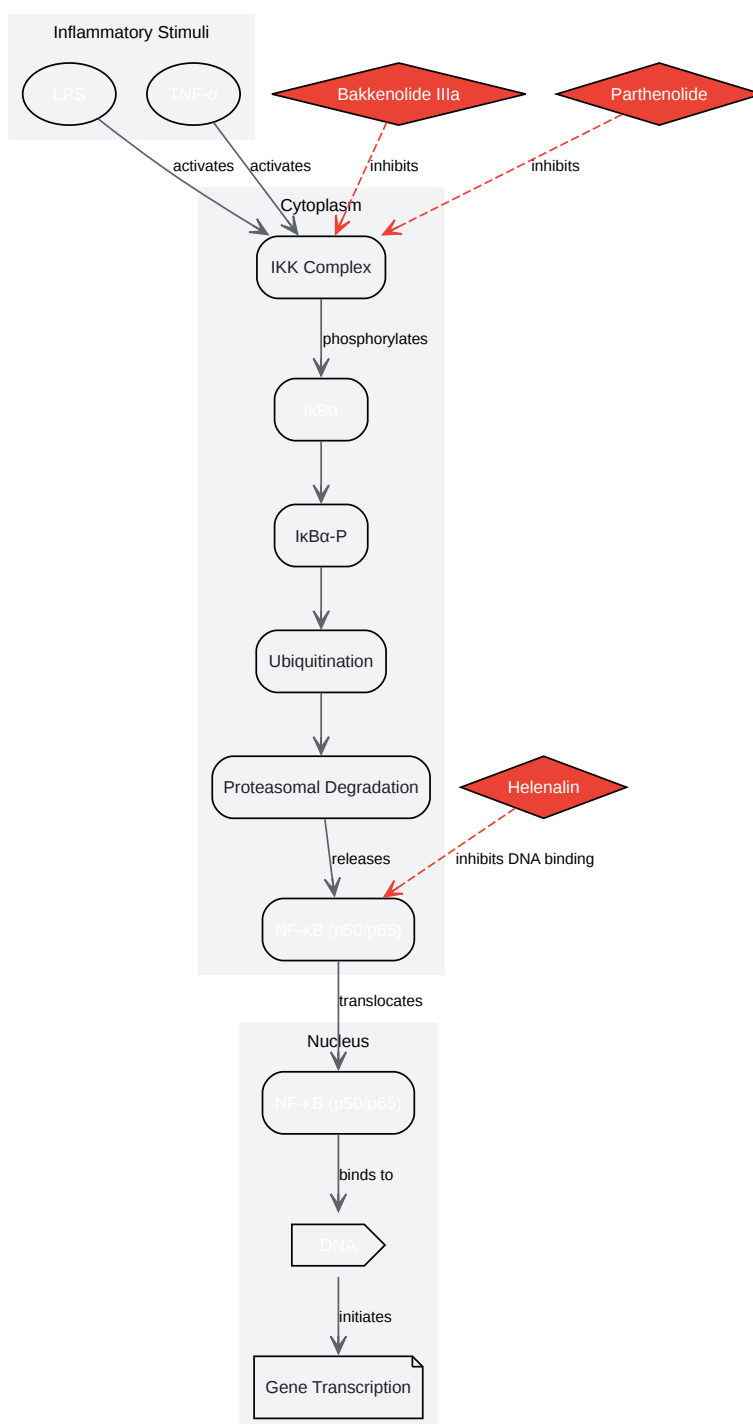 Inflammatory Stimuli
LPS
TNF-α
Bakkenolide IIIa
Parthenolide
activates
activates
inhibits
inhibits
Cytoplasm
IKK Complex
phosphorylates
IκBα
IκBα-P
Ubiquitination
Proteasomal Degradation
Helenalin
releases
inhibits DNA binding
NF-κB (p50/p65)
translocates
Nucleus
NF-κB (p50/p65)
binds to
DNA
initiates
Gene Transcription